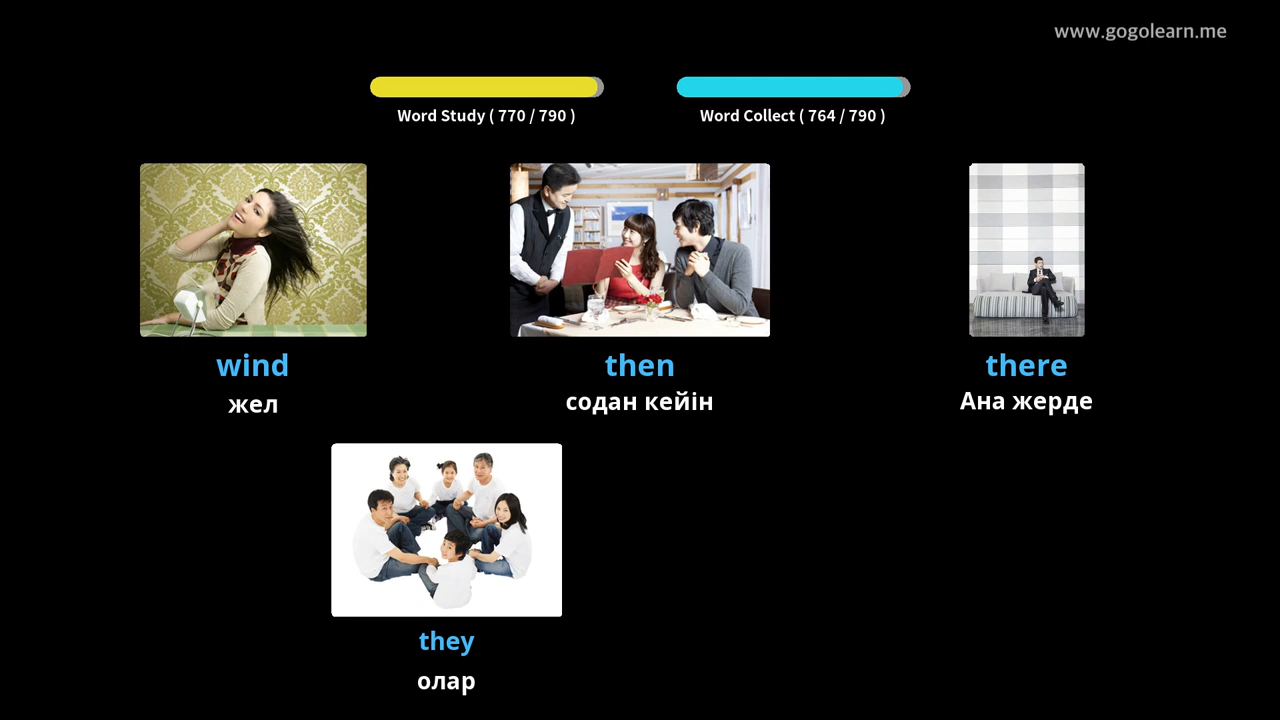 www.gogolearn.me
Word Study ( 770 / 790 )
Word Collect ( 764 / 790 )
wind
жел
then
содан кейін
there
Ана жерде
they
олар